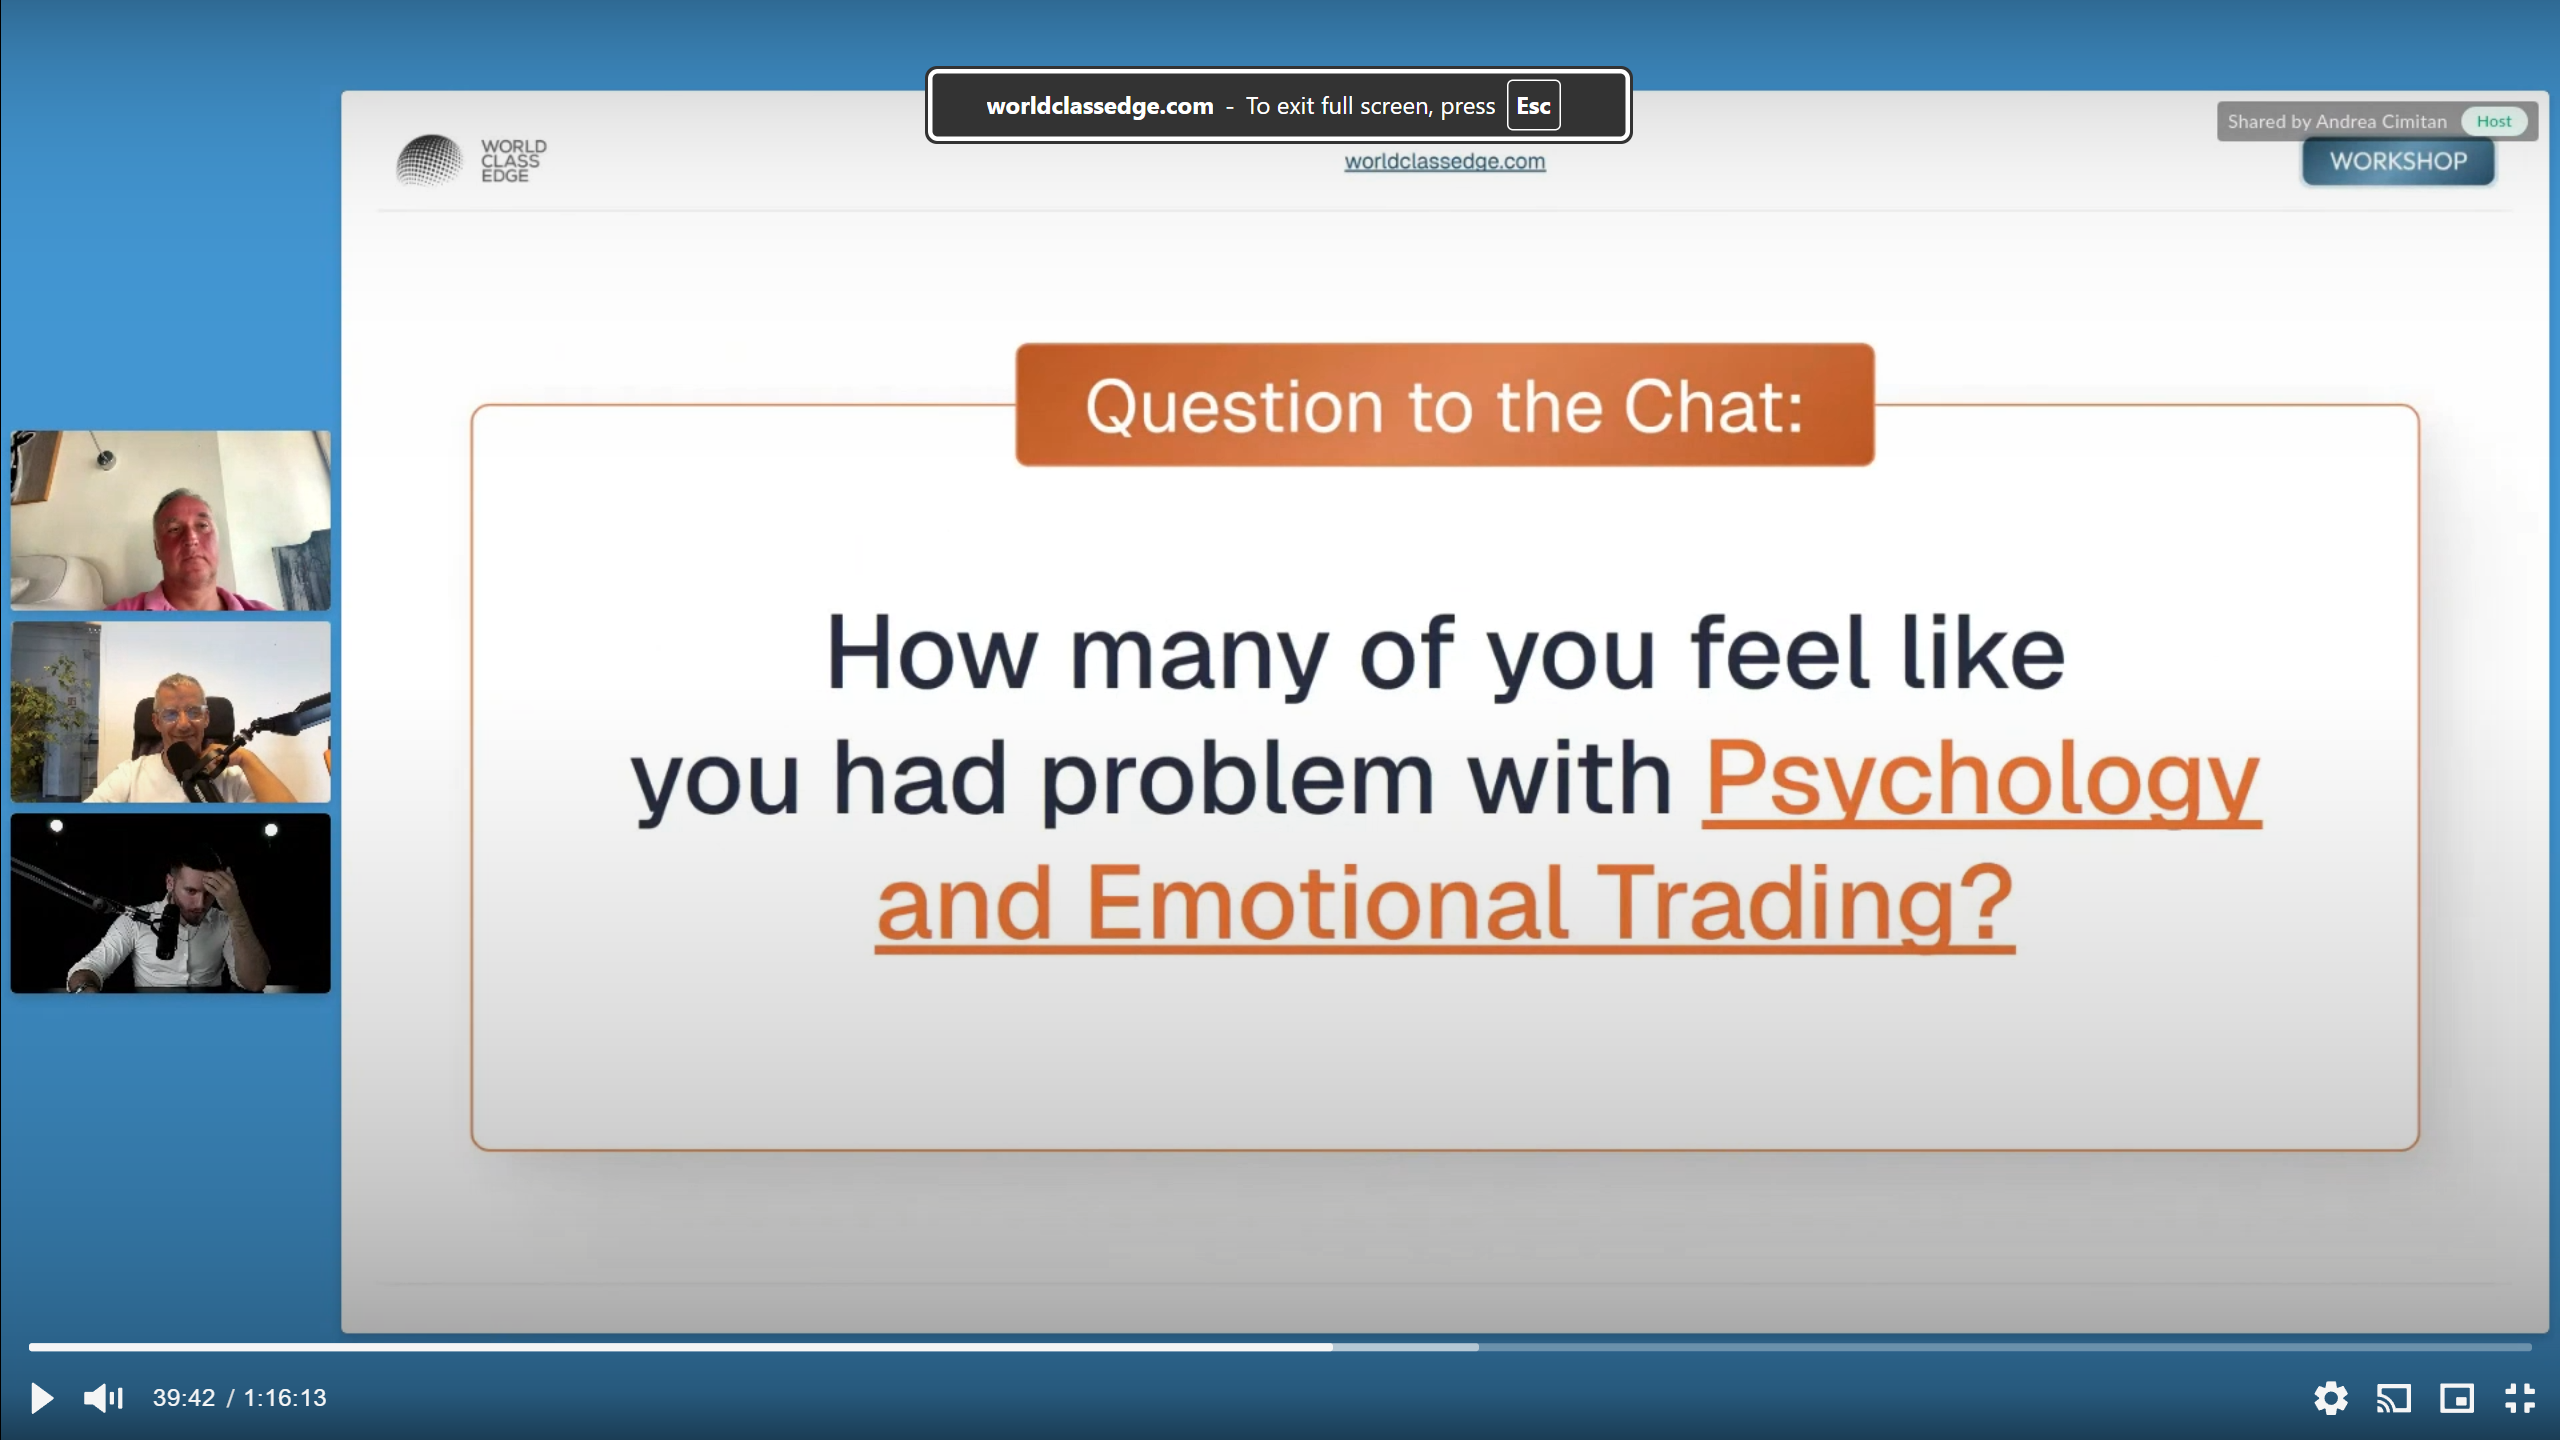 worldclassedge.com - To exit full screen, press Esc
Shared by Andrea Cimitan Host
WORLD
CLASS
EDGE
worldclassedge.com
WORKSHOP
Question to the Chat:
How many of you feel like
you had problem with Psychology
and Emotional Trading?
39:42 / 1:16:13